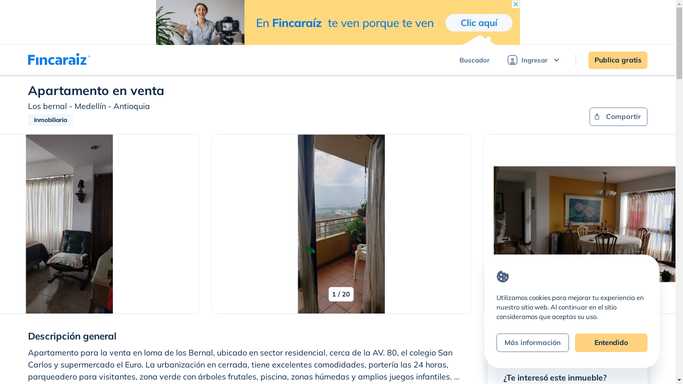 En Fincaraíz te ven porque te ven
Clic aquí
Fincaraiz
Buscador
Ingresar
Publica gratis
Apartamento en venta
Los bernal - Medellín - Antioquia
Inmobiliaria
Compartir
1 / 20
Utilizamos cookies para mejorar tu experiencia en
nuestro sitio web. Al continuar en el sitio
consideramos que aceptas su uso.
Más información
Entendido
Descripción general
Apartamento para la venta en loma de los Bernal, ubicado en sector residencial, cerca de la AV. 80, el colegio San
Carlos y supermercado el Euro. La urbanización en cerrada, tiene excelentes comodidades, portería las 24 horas,
parqueadero para visitantes, zona verde con árboles frutales, piscina, zonas húmedas y amplios juegos infantiles. ...
¿Te interesó este inmueble?